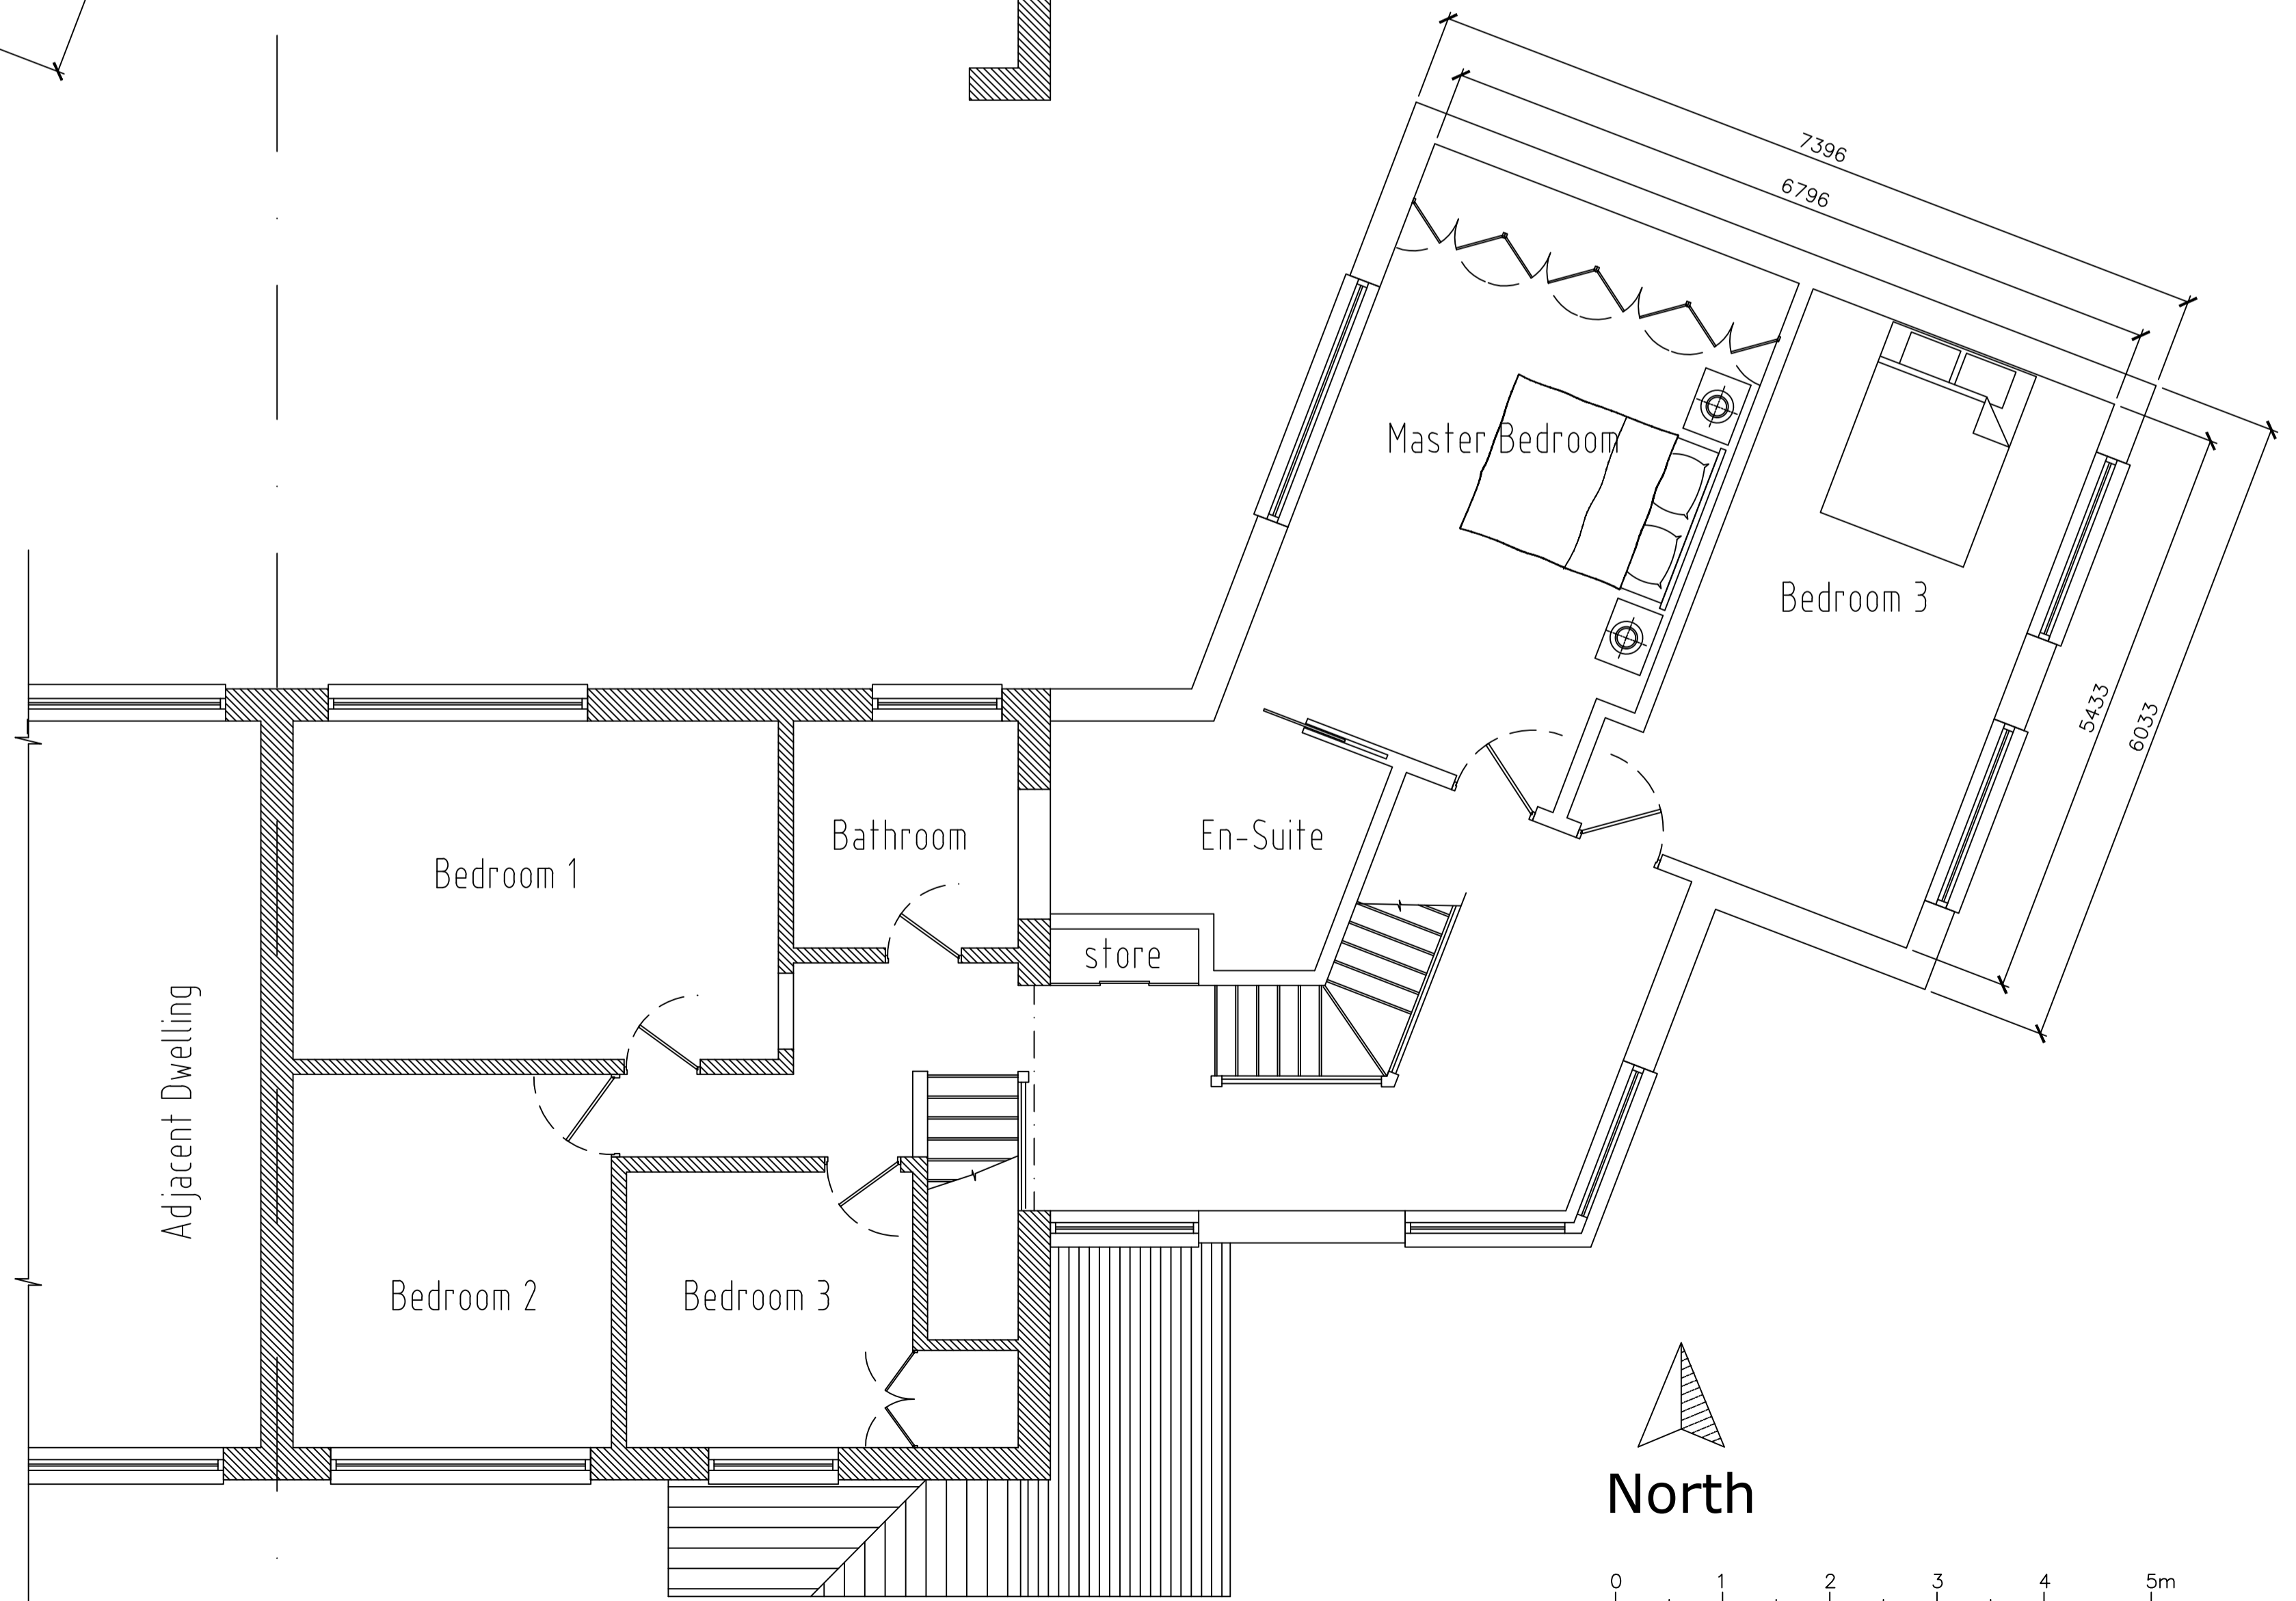 7396
6796
Master Bedroom
Bedroom 3
5433
6033
Bathroom
En-Suite
Bedroom 1
store
Adjacent Dwelling
Bedroom 2
Bedroom 3
North
0 1 2 3 4 5m